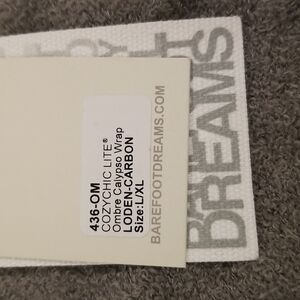 436-OM
COZYCHIC LITE®
Ombre Calypso Wrap
LODEN-CARBON
Size:L/XL
BAREFOOTDREAMS.COM
DREAMS